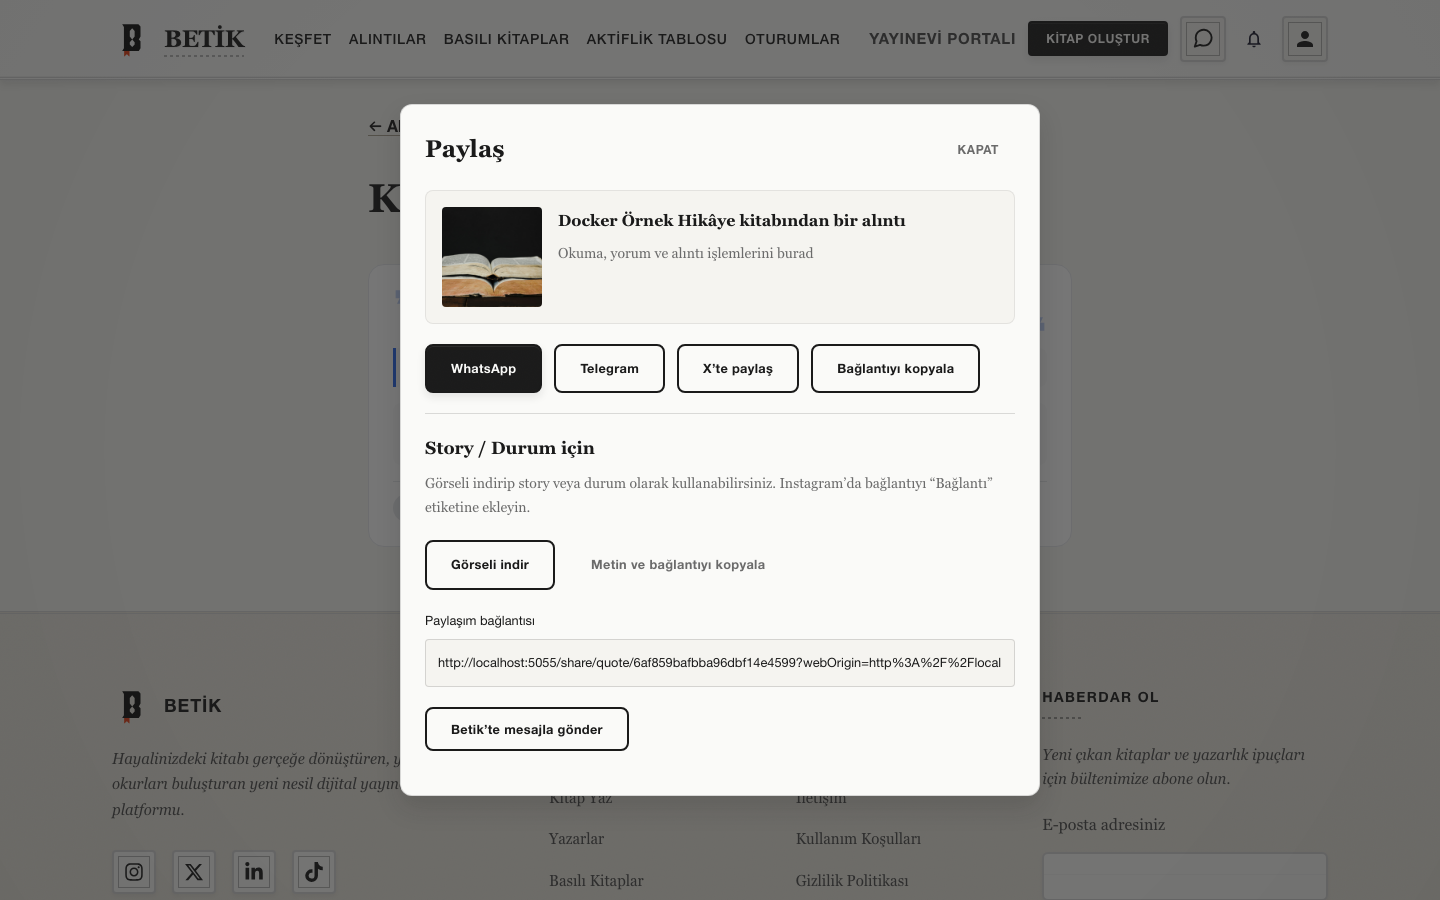 BETİK
KEŞFET
ALINTILAR
BASILI KİTAPLAR
AKTİFLİK TABLOSU
OTURUMLAR
YAYINEVİ PORTALI
KİTAP OLUŞTUR
Paylaş
KAPAT
Docker Örnek Hikâye kitabından bir alıntı
Okuma, yorum ve alıntı işlemlerini burad
WhatsApp
Telegram
X’te paylaş
Bağlantıyı kopyala
Story / Durum için
Görseli indirip story veya durum olarak kullanabilirsiniz. Instagram’da bağlantıyı “Bağlantı”
etiketine ekleyin.
Görseli indir
Metin ve bağlantıyı kopyala
Paylaşım bağlantısı
http://localhost:5055/share/quote/6af859bafbba96dbf14e4599?webOrigin=http%3A%2F%2Flocal
Betik’te mesajla gönder
BETİK
Hayalinizdeki kitabı gerçeğe dönüştüren,
okurları buluşturan yeni nesil dijital yayın
platformu.
Kitap Yaz
Yazarlar
Basılı Kitaplar
İletişim
Kullanım Koşulları
Gizlilik Politikası
HABERDAR OL
Yeni çıkan kitaplar ve yazarlık ipuçları
için bültenimize abone olun.
E-posta adresiniz